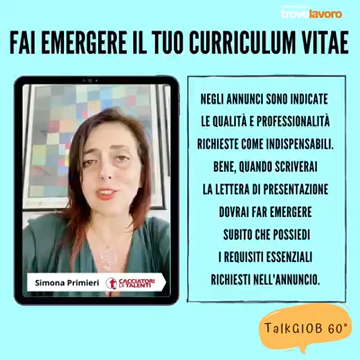 trovolavoro
FAI EMERGERE IL TUO CURRICULUM VITAE
NEGLI ANNUNCI SONO INDICATE
LE QUALITÀ E PROFESSIONALITÀ
RICHIESTE COME INDISPENSABILI.
BENE, QUANDO SCRIVERAI
LA LETTERA DI PRESENTAZIONE
DOVRAI FAR EMERGERE
SUBITO CHE POSSIEDI
I REQUISITI ESSENZIALI
RICHIESTI NELL'ANNUNCIO.
Simona Primieri
CACCIATORI
DI TALENTI
TalkGIOB 60"